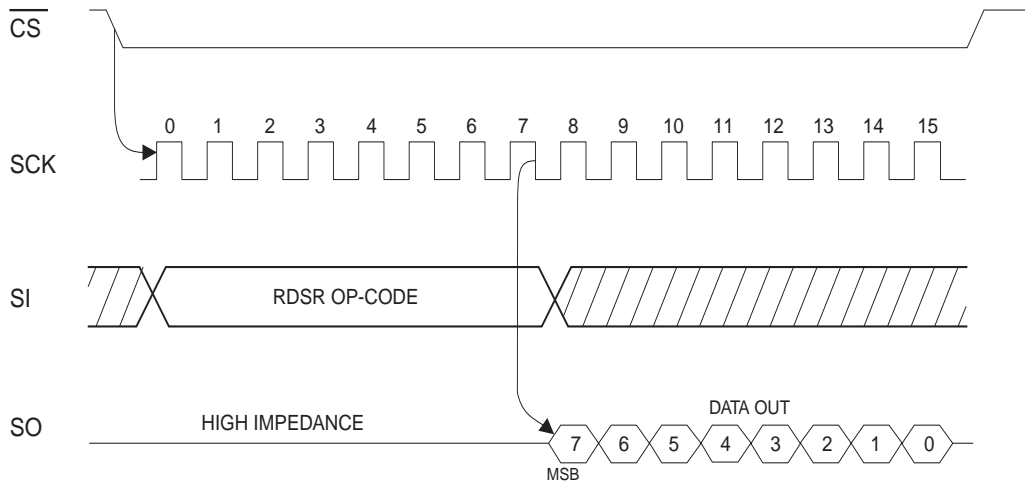 CS
0 1 2 3 4 5 6 7 8 9 10 11 12 13 14 15
SCK
SI
RDSR OP-CODE
SO
HIGH IMPEDANCE
DATA OUT
7 6 5 4 3 2 1 0
MSB